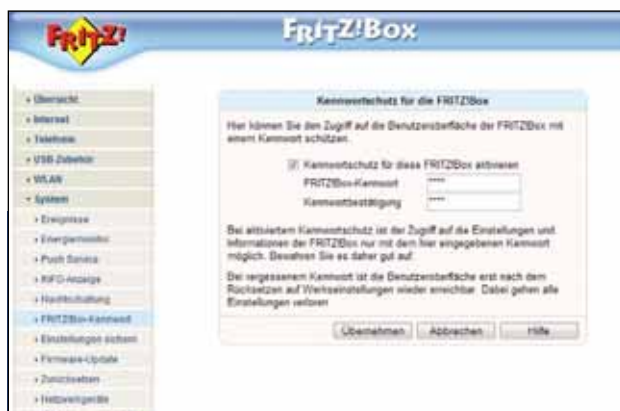 FRITZ!
FRITZ!Box
Übersicht
Internet
Telefonie
USB-Zubehör
WLAN
System
Ereignisse
Energiemonitor
Push Service
INFO-Anzeige
Nachtschaltung
FRITZ!Box-Kennwort
Einstellungen sichern
Firmware-Update
Zurücksetzen
Netzwerkgeräte
Kennwortschutz für die FRITZ!Box
Hier können Sie den Zugriff auf die Benutzeroberfläche der FRITZ!Box mit
einem Kennwort schützen.
Kennwortschutz für diese FRITZ!Box aktivieren
FRITZ!Box-Kennwort ****
Kennwortbestätigung ****
Bei aktiviertem Kennwortschutz ist der Zugriff auf die Einstellungen und
Informationen der FRITZ!Box nur mit dem hier eingegebenen Kennwort
möglich. Bewahren Sie es daher gut auf.
Bei vergessenem Kennwort ist die Benutzeroberfläche erst nach dem
Rücksetzen auf Werkseinstellungen wieder erreichbar. Dabei gehen alle
Einstellungen verloren.
Übernehmen Abbrechen Hilfe